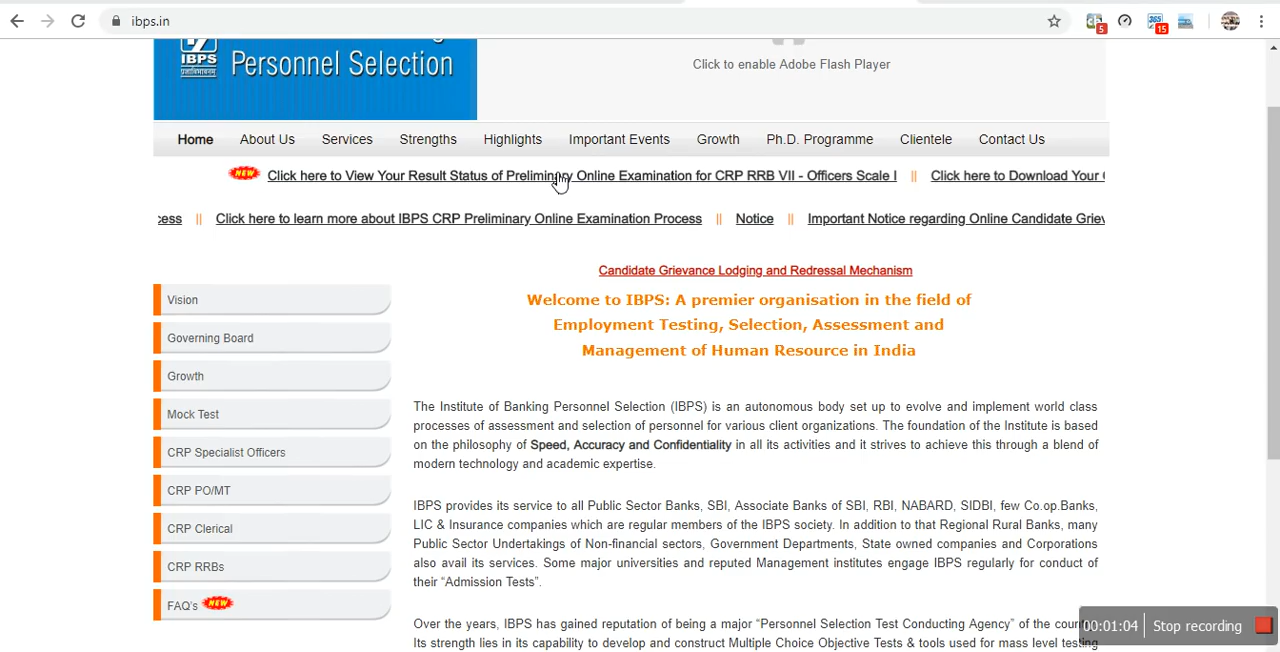 ibps.in
5
365
15
IBPS
Personnel Selection
Click to enable Adobe Flash Player
Home About Us Services Strengths Highlights Important Events Growth Ph.D. Programme Clientele Contact Us
NEW Click here to View Your Result Status of Preliminary Online Examination for CRP RRB VII - Officers Scale I || Click here to Download Your
cess || Click here to learn more about IBPS CRP Preliminary Online Examination Process || Notice || Important Notice regarding Online Candidate Griev
Candidate Grievance Lodging and Redressal Mechanism
Welcome to IBPS: A premier organisation in the field of
Employment Testing, Selection, Assessment and
Management of Human Resource in India
Vision
Governing Board
Growth
Mock Test
CRP Specialist Officers
CRP PO/MT
CRP Clerical
CRP RRBs
FAQ's NEW
The Institute of Banking Personnel Selection (IBPS) is an autonomous body set up to evolve and implement world class
processes of assessment and selection of personnel for various client organizations. The foundation of the Institute is based
on the philosophy of Speed, Accuracy and Confidentiality in all its activities and it strives to achieve this through a blend of
modern technology and academic expertise.
IBPS provides its service to all Public Sector Banks, SBI, Associate Banks of SBI, RBI, NABARD, SIDBI, few Co.op.Banks,
LIC & Insurance companies which are regular members of the IBPS society. In addition to that Regional Rural Banks, many
Public Sector Undertakings of Non-financial sectors, Government Departments, State owned companies and Corporations
also avail its services. Some major universities and reputed Management institutes engage IBPS regularly for conduct of
their “Admission Tests”.
Over the years, IBPS has gained reputation of being a major “Personnel Selection Test Conducting Agency” of the
Its strength lies in its capability to develop and construct Multiple Choice Objective Tests & tools used for mass level testing
00:01:04 Stop recording